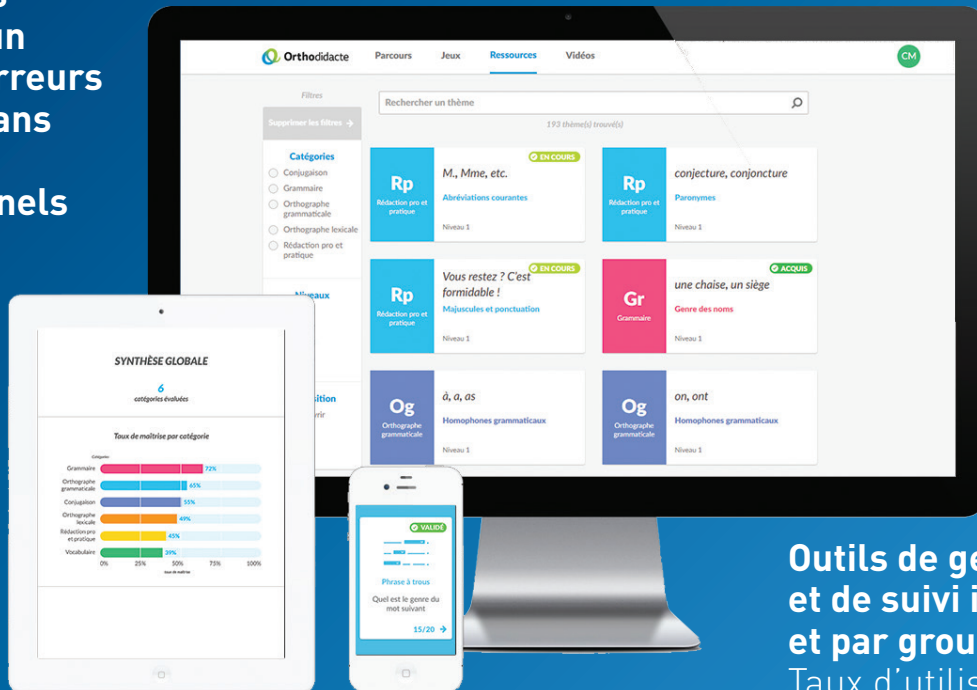 un
rreurs
ans
nels
Orthodidacte
Parcours
Jeux
Ressources
Vidéos
CM
Filtres
Supprimer les filtres →
Catégories
Conjugaison
Grammaire
Orthographe
grammaticale
Orthographe lexicale
Rédaction pro et
pratique
Niveaux
Rechercher un thème
193 thème(s) trouvé(s)
Rp
Rédaction pro et
pratique
EN COURS
M., Mme, etc.
Abréviations courantes
Niveau 1
Rp
Rédaction pro et
pratique
conjecture, conjoncture
Paronymes
Niveau 1
Rp
Rédaction pro et
pratique
EN COURS
Vous restez ? C'est
formidable !
Majuscules et ponctuation
Niveau 1
Gr
Grammaire
ACQUIS
une chaise, un siège
Genre des noms
Niveau 1
Og
Orthographe
grammaticale
à, a, as
Homophones grammaticaux
Niveau 1
Og
Orthographe
grammaticale
on, ont
Homophones grammaticaux
Niveau 1
SYNTHÈSE GLOBALE
6
catégories évaluées
Taux de maîtrise par catégorie
Catégories
Grammaire 72%
Orthographe
grammaticale 65%
Conjugaison 55%
Orthographe
lexicale 49%
Rédaction pro
et pratique 45%
Vocabulaire 39%
0% 25% 50% 75% 100%
taux de maîtrise
VALIDÉ
Phrase à trous
Quel est le genre du
mot suivant
15/20 →
Outils de ge
et de suivi i
et par grou
Taux d'utilis